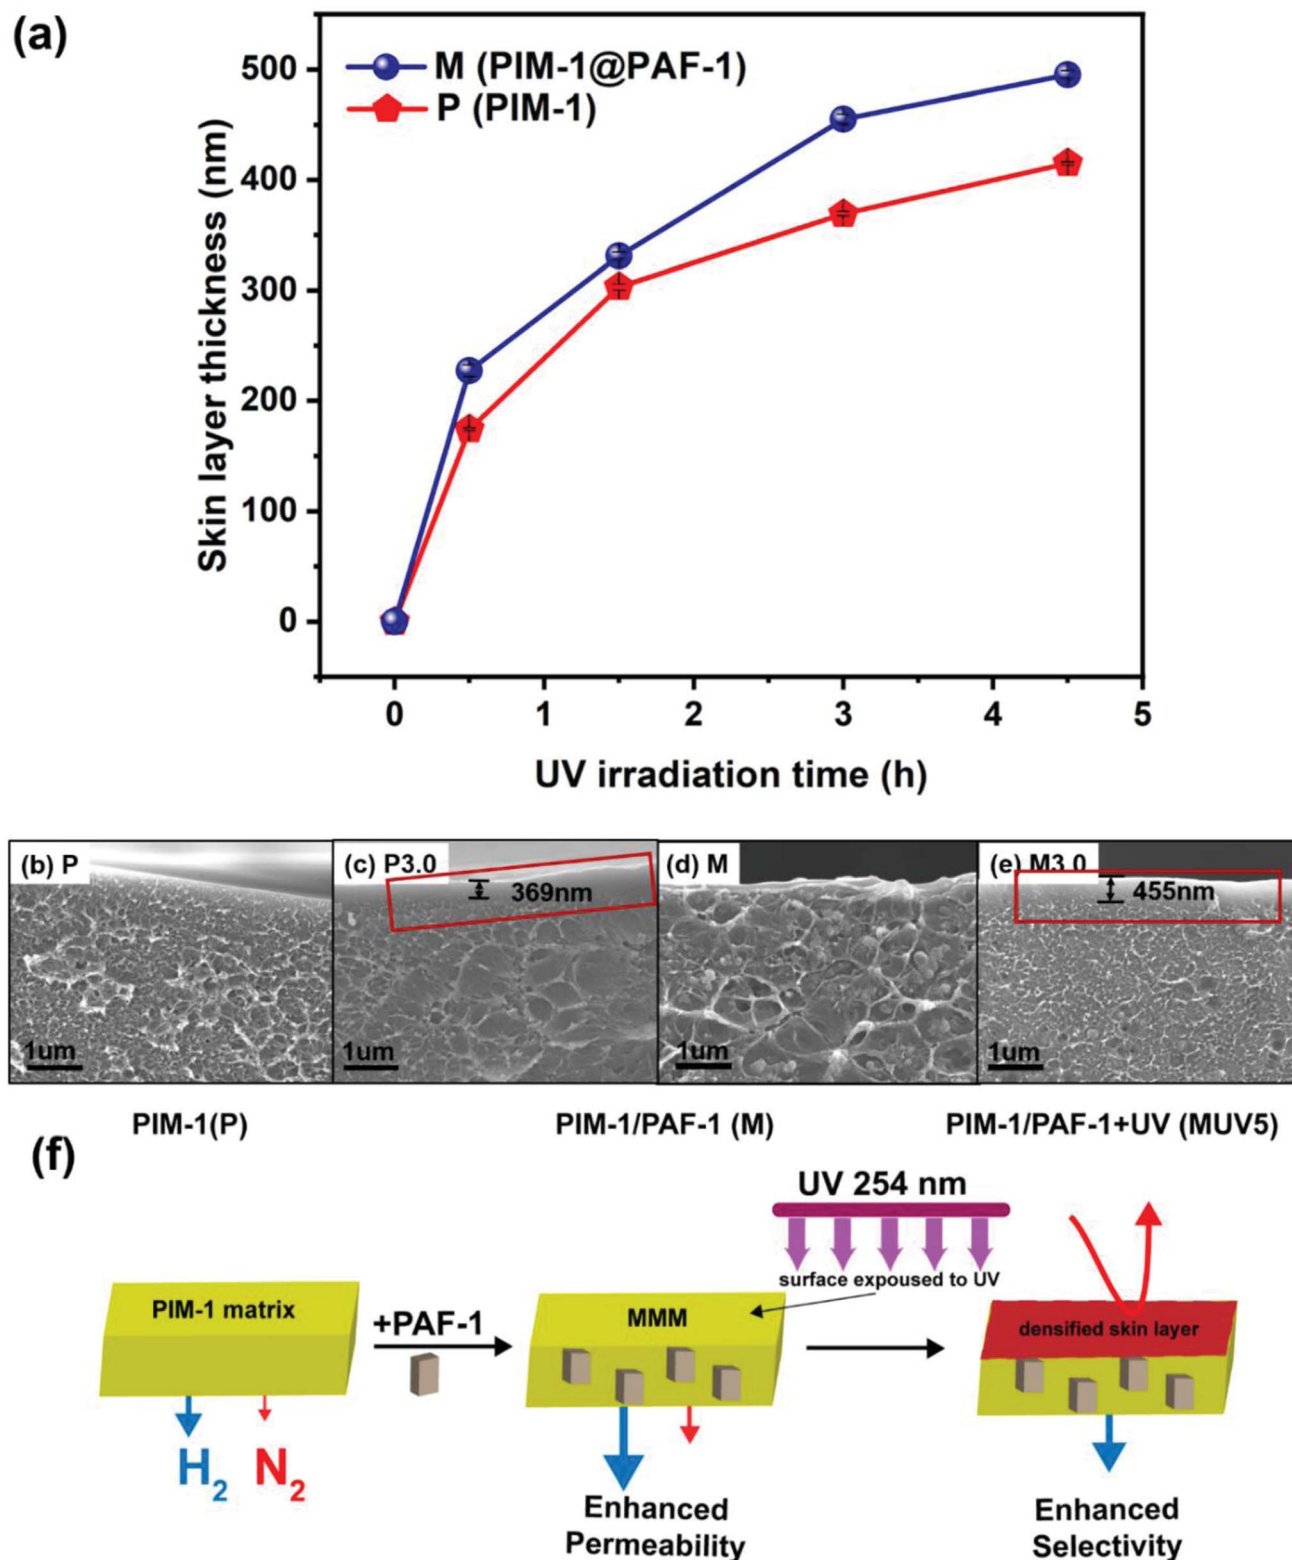 (a)
M (PIM-1@PAF-1)
P (PIM-1)
Skin layer thickness (nm)
500
400
300
200
100
0
0 1 2 3 4 5
UV irradiation time (h)
(b) P
1um
(c) P3.0
369nm
1um
(d) M
1um
(e) M3.0
455nm
1um
PIM-1(P)
PIM-1/PAF-1 (M)
PIM-1/PAF-1+UV (MUV5)
(f)
UV 254 nm
surface expoused to UV
PIM-1 matrix
+PAF-1
MMM
densified skin layer
H2 N2
Enhanced
Permeability
Enhanced
Selectivity